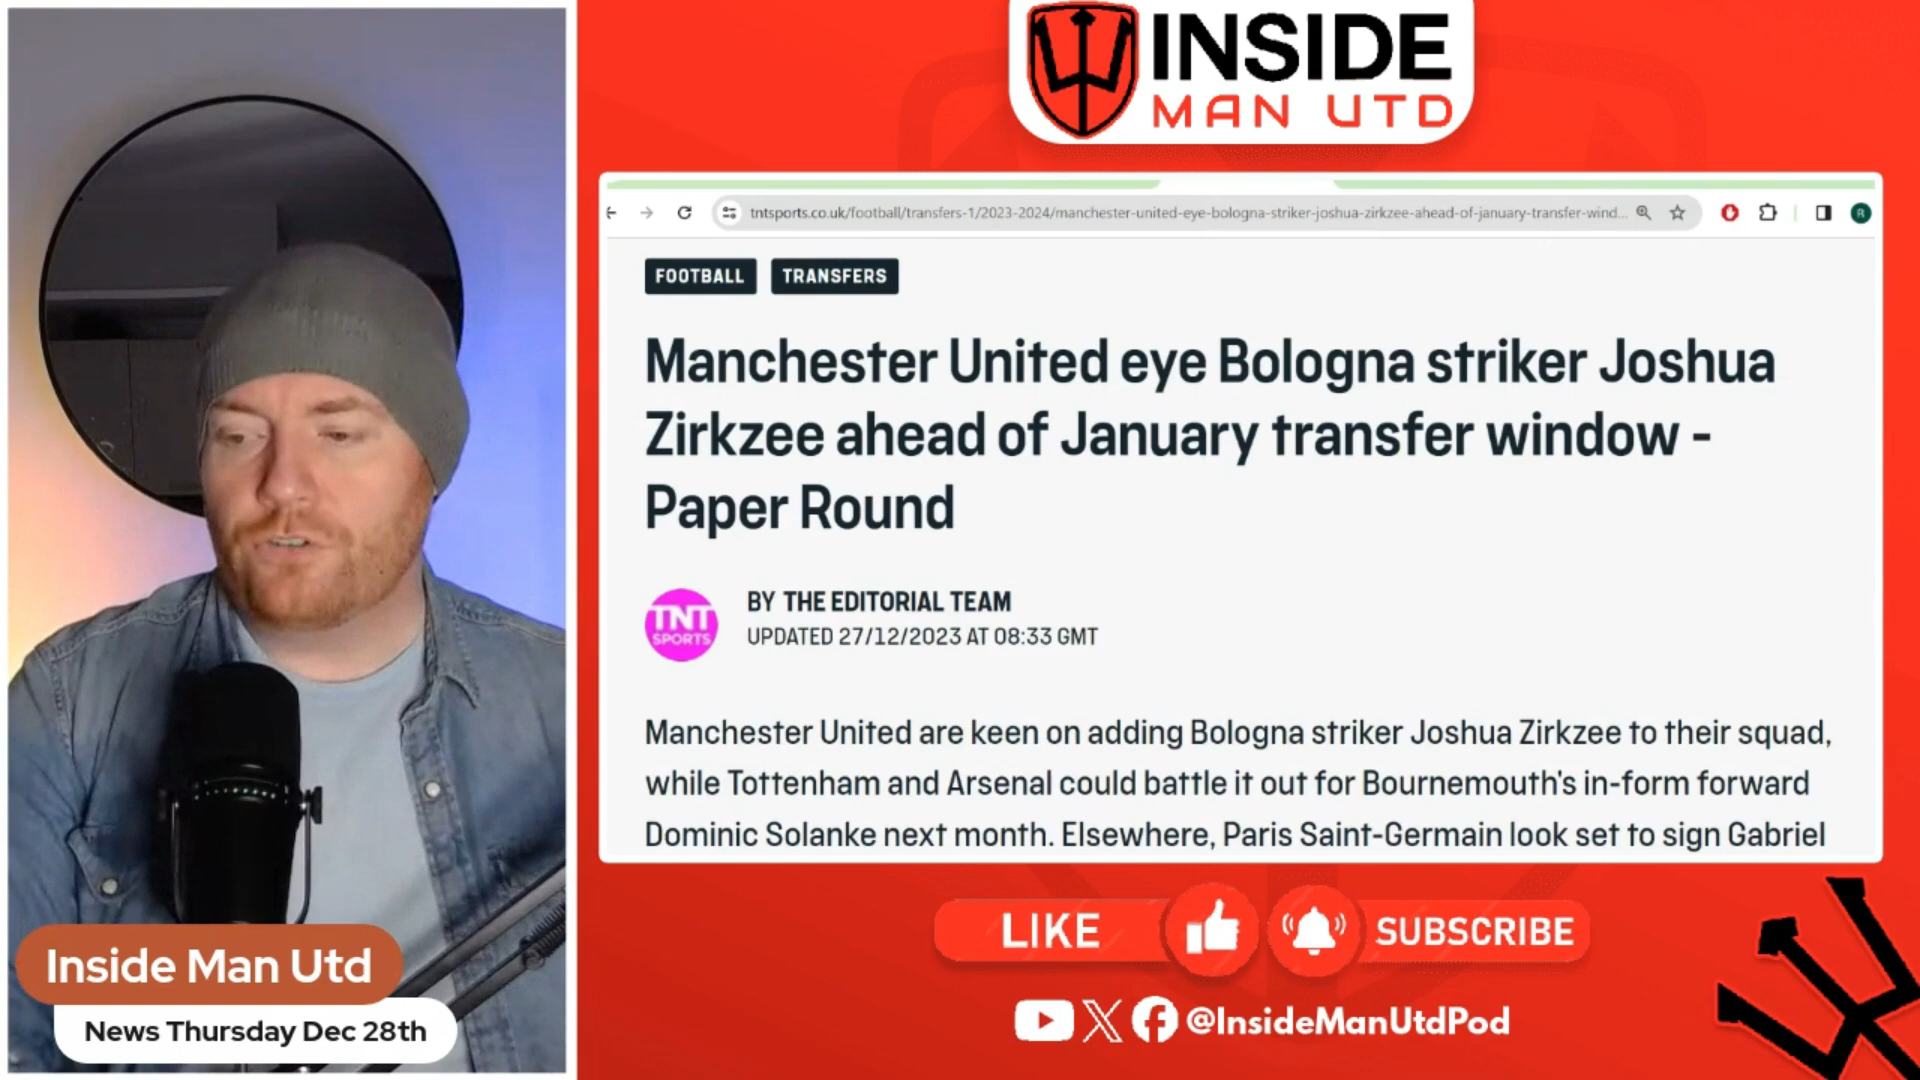 INSIDE
MAN UTD
tntsports.co.uk/football/transfers-1/2023-2024/manchester-united-eye-bologna-striker-joshua-zirkzee-ahead-of-january-transfer-wind...
R
FOOTBALL TRANSFERS
Manchester United eye Bologna striker Joshua
Zirkzee ahead of January transfer window -
Paper Round
TNT
SPORTS
BY THE EDITORIAL TEAM
UPDATED 27/12/2023 AT 08:33 GMT
Manchester United are keen on adding Bologna striker Joshua Zirkzee to their squad,
while Tottenham and Arsenal could battle it out for Bournemouth's in-form forward
Dominic Solanke next month. Elsewhere, Paris Saint-Germain look set to sign Gabriel
LIKE SUBSCRIBE
@InsideManUtdPod
Inside Man Utd
News Thursday Dec 28th